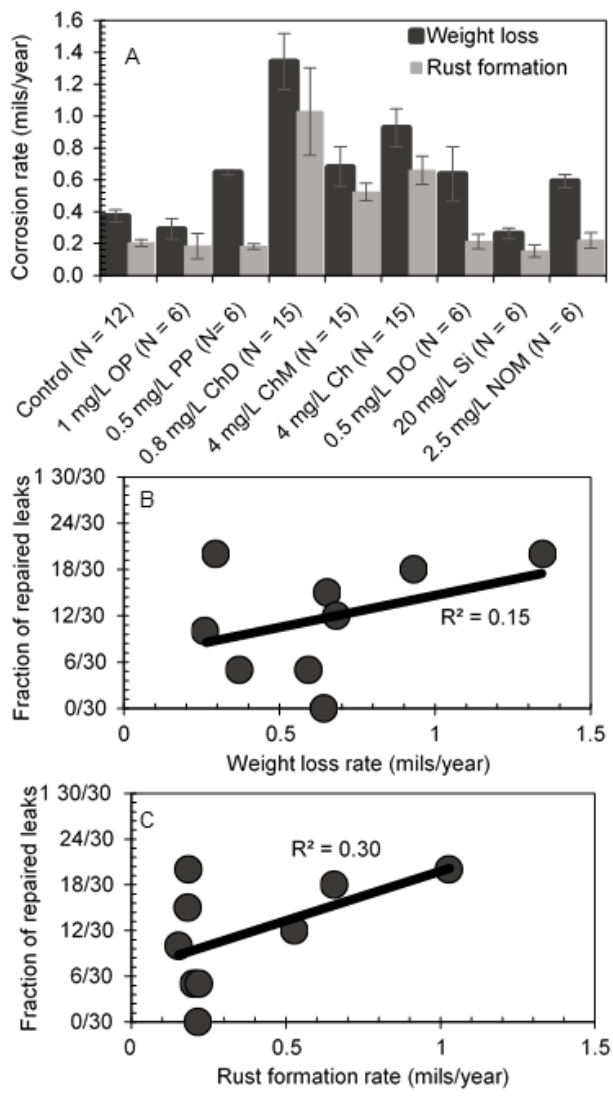 A
Weight loss
Rust formation
Corrosion rate (mils/year)
1.6
1.4
1.2
1.0
0.8
0.6
0.4
0.2
0.0
Control (N = 12)
1 mg/L OP (N = 6)
0.5 mg/L PP (N= 6)
0.8 mg/L ChD (N = 15)
4 mg/L ChM (N = 15)
4 mg/L Ch (N = 15)
0.5 mg/L DO (N = 6)
20 mg/L Si (N = 6)
2.5 mg/L NOM (N = 6)
B
Fraction of repaired leaks
1 30/30
24/30
18/30
12/30
6/30
0/30
R² = 0.15
0 0.5 1 1.5
Weight loss rate (mils/year)
C
Fraction of repaired leaks
1 30/30
24/30
18/30
12/30
6/30
0/30
R² = 0.30
0 0.5 1 1.5
Rust formation rate (mils/year)